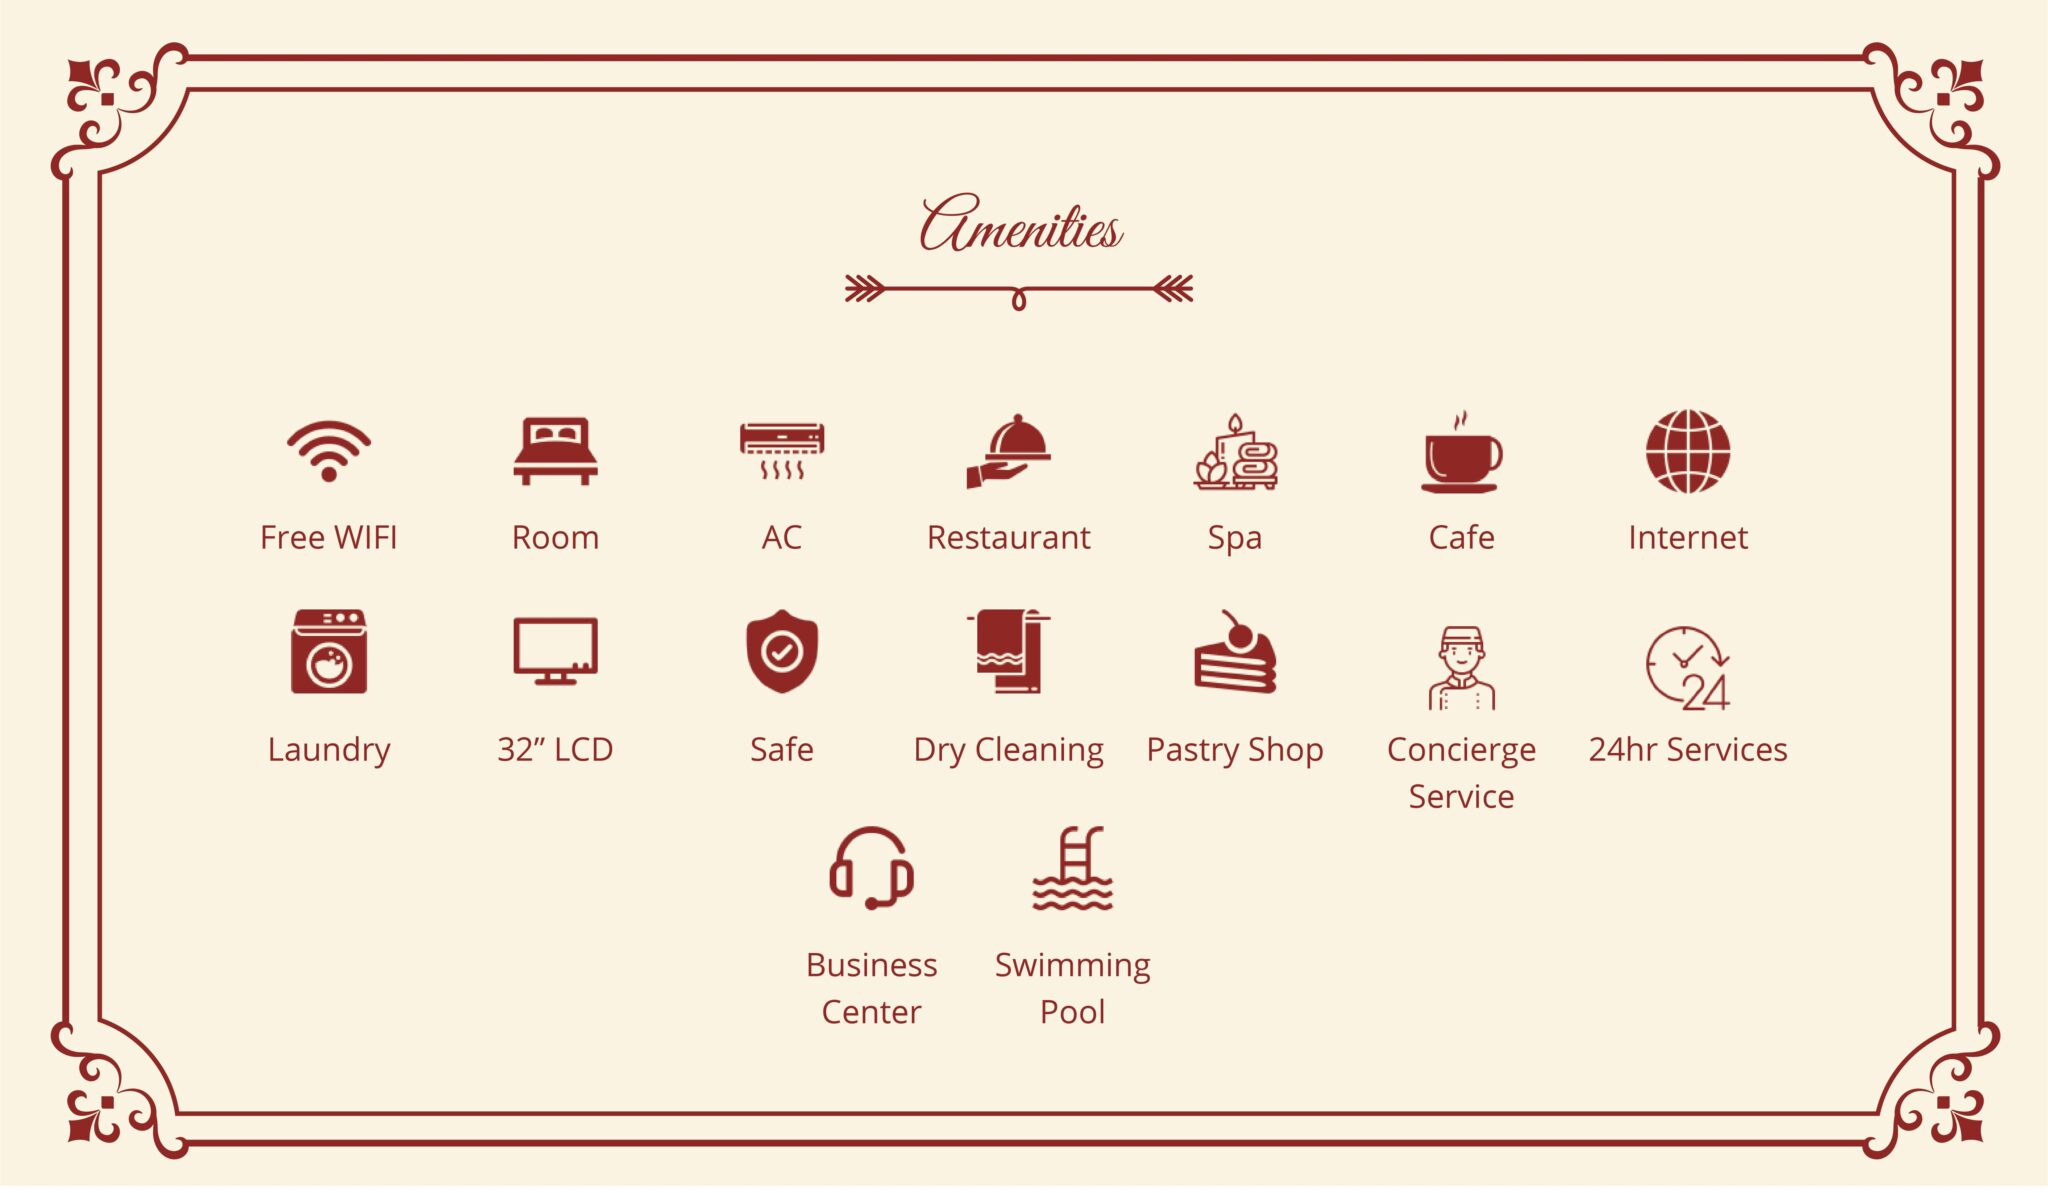 Amenities
Free WIFI
Room
AC
Restaurant
Spa
Cafe
Internet
24
Laundry
32” LCD
Safe
Dry Cleaning
Pastry Shop
Concierge
Service
24hr Services
Business
Center
Swimming
Pool